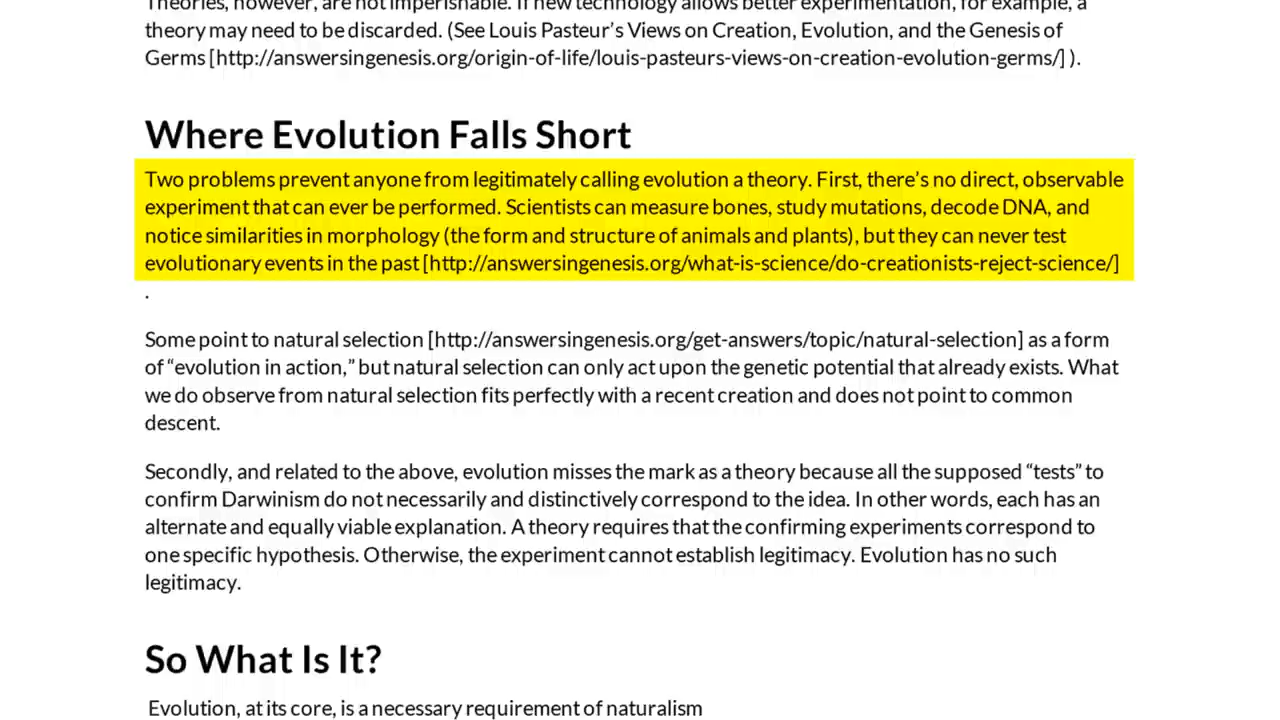 Theories, however, are not imperishable. If new technology allows better experimentation, for example, a
theory may need to be discarded. (See Louis Pasteur’s Views on Creation, Evolution, and the Genesis of
Germs [http://answersingenesis.org/origin-of-life/louis-pasteurs-views-on-creation-evolution-germs/] ).
Where Evolution Falls Short
Two problems prevent anyone from legitimately calling evolution a theory. First, there’s no direct, observable
experiment that can ever be performed. Scientists can measure bones, study mutations, decode DNA, and
notice similarities in morphology (the form and structure of animals and plants), but they can never test
evolutionary events in the past [http://answersingenesis.org/what-is-science/do-creationists-reject-science/]
.
Some point to natural selection [http://answersingenesis.org/get-answers/topic/natural-selection] as a form
of “evolution in action,” but natural selection can only act upon the genetic potential that already exists. What
we do observe from natural selection fits perfectly with a recent creation and does not point to common
descent.
Secondly, and related to the above, evolution misses the mark as a theory because all the supposed “tests” to
confirm Darwinism do not necessarily and distinctively correspond to the idea. In other words, each has an
alternate and equally viable explanation. A theory requires that the confirming experiments correspond to
one specific hypothesis. Otherwise, the experiment cannot establish legitimacy. Evolution has no such
legitimacy.
So What Is It?
Evolution, at its core, is a necessary requirement of naturalism